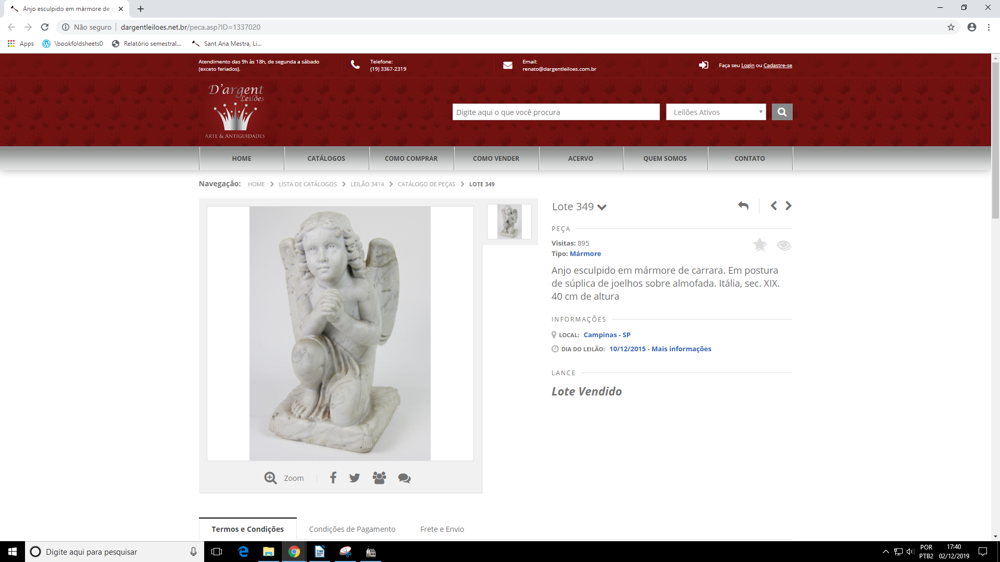 Anjo esculpido em mármore de c
Não seguro
dargentleiloes.net.br/peca.asp?ID=1337020
Apps
\bookfoldsheets0
Relatório semestral...
Sant Ana Mestra, Li...
Atendimento das 9h às 18h, de segunda a sábado
(exceto feriados).
Telefone:
(19) 3367-2319
Email:
renato@dargentleiloes.com.br
Faça seu Login ou Cadastre-se
D'argent
Leilões
Arte & Antiguidades
Digite aqui o que você procura
Leilões Ativos
HOME
CATÁLOGOS
COMO COMPRAR
COMO VENDER
ACERVO
QUEM SOMOS
CONTATO
Navegação: HOME LISTA DE CATÁLOGOS LEILÃO 3414 CATÁLOGO DE PEÇAS LOTE 349
Lote 349
PEÇA
Visitas: 895
Tipo: Mármore
Anjo esculpido em mármore de carrara. Em postura
de súplica de joelhos sobre almofada. Itália, sec. XIX.
40 cm de altura
INFORMAÇÕES
LOCAL: Campinas - SP
DIA DO LEILÃO: 10/12/2015 - Mais informações
LANCE
Lote Vendido
Zoom
Termos e Condições
Condições de Pagamento
Frete e Envio
Digite aqui para pesquisar
POR
PTB2
17:40
02/12/2019